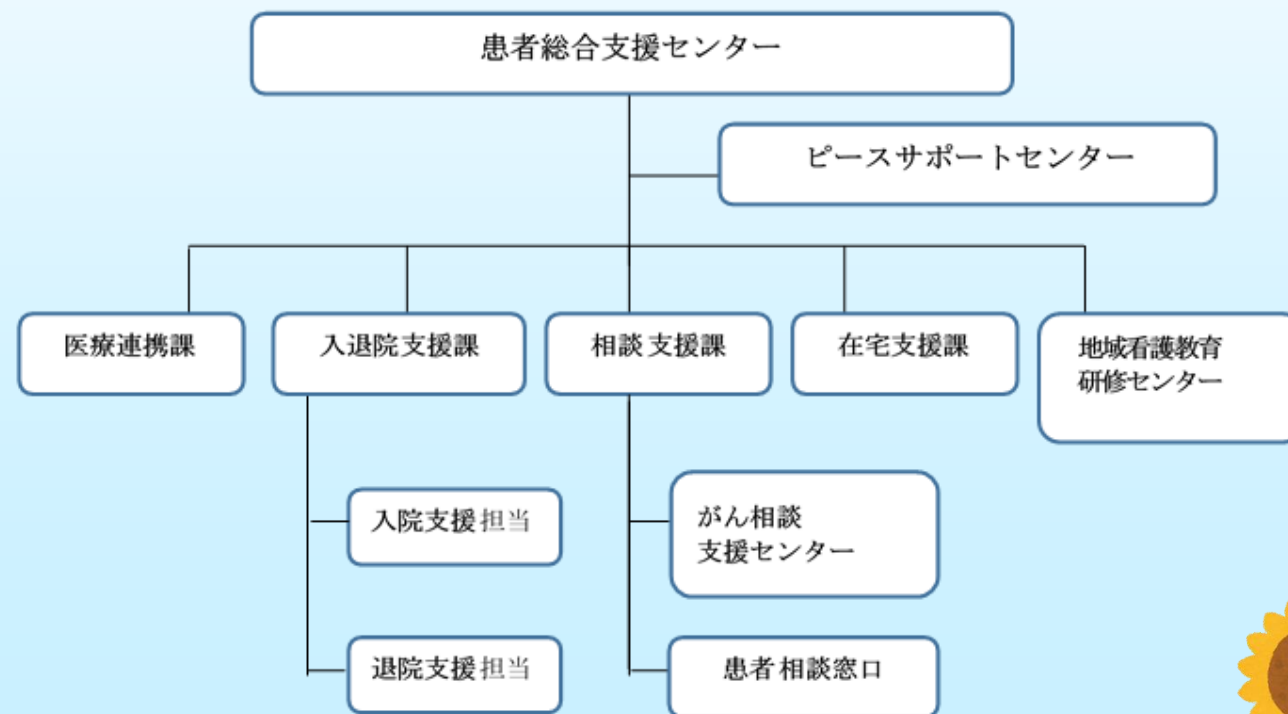 患者総合支援センター
ピースサポートセンター
医療連携課
入退院支援課
相談支援課
在宅支援課
地域看護教育
研修センター
入院支援担当
がん相談
支援センター
退院支援担当
患者相談窓口